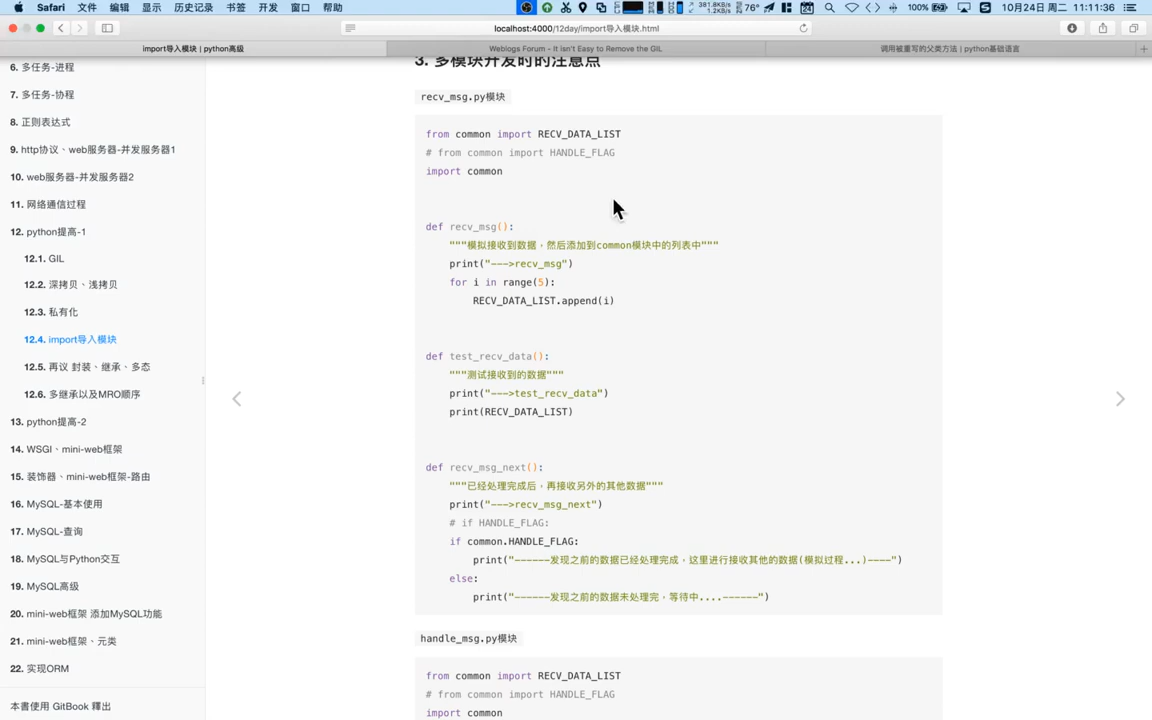 Safari 文件 编辑 显示 历史记录 书签 开发 窗口 帮助 381.8KB/s 1.2KB/s 76° 24 100% 10月24日 周二 11:11:36
localhost:4000/12day/import导入模块.html
import导入模块 | python高级 Weblogs Forum - It isn't Easy to Remove the GIL 调用被重写的父类方法 | python基础语言
6. 多任务-进程
7. 多任务-协程
8. 正则表达式
9. http协议、web服务器-并发服务器1
10. web服务器-并发服务器2
11. 网络通信过程
12. python提高-1
12.1. GIL
12.2. 深拷贝、浅拷贝
12.3. 私有化
12.4. import导入模块
12.5. 再议 封装、继承、多态
12.6. 多继承以及MRO顺序
13. python提高-2
14. WSGI、mini-web框架
15. 装饰器、mini-web框架-路由
16. MySQL-基本使用
17. MySQL-查询
18. MySQL与Python交互
19. MySQL高级
20. mini-web框架 添加MySQL功能
21. mini-web框架、元类
22. 实现ORM
本書使用 GitBook 釋出
3. 多模块开发时的注意点
recv_msg.py模块
from common import RECV_DATA_LIST
# from common import HANDLE_FLAG
import common
def recv_msg():
"""模拟接收到数据，然后添加到common模块中的列表中"""
print("--->recv_msg")
for i in range(5):
RECV_DATA_LIST.append(i)
def test_recv_data():
"""测试接收到的数据"""
print("--->test_recv_data")
print(RECV_DATA_LIST)
def recv_msg_next():
"""已经处理完成后，再接收另外的其他数据"""
print("--->recv_msg_next")
# if HANDLE_FLAG:
if common.HANDLE_FLAG:
print("------发现之前的数据已经处理完成，这里进行接收其他的数据(模拟过程...)----")
else:
print("------发现之前的数据未处理完，等待中....------")
handle_msg.py模块
from common import RECV_DATA_LIST
# from common import HANDLE_FLAG
import common